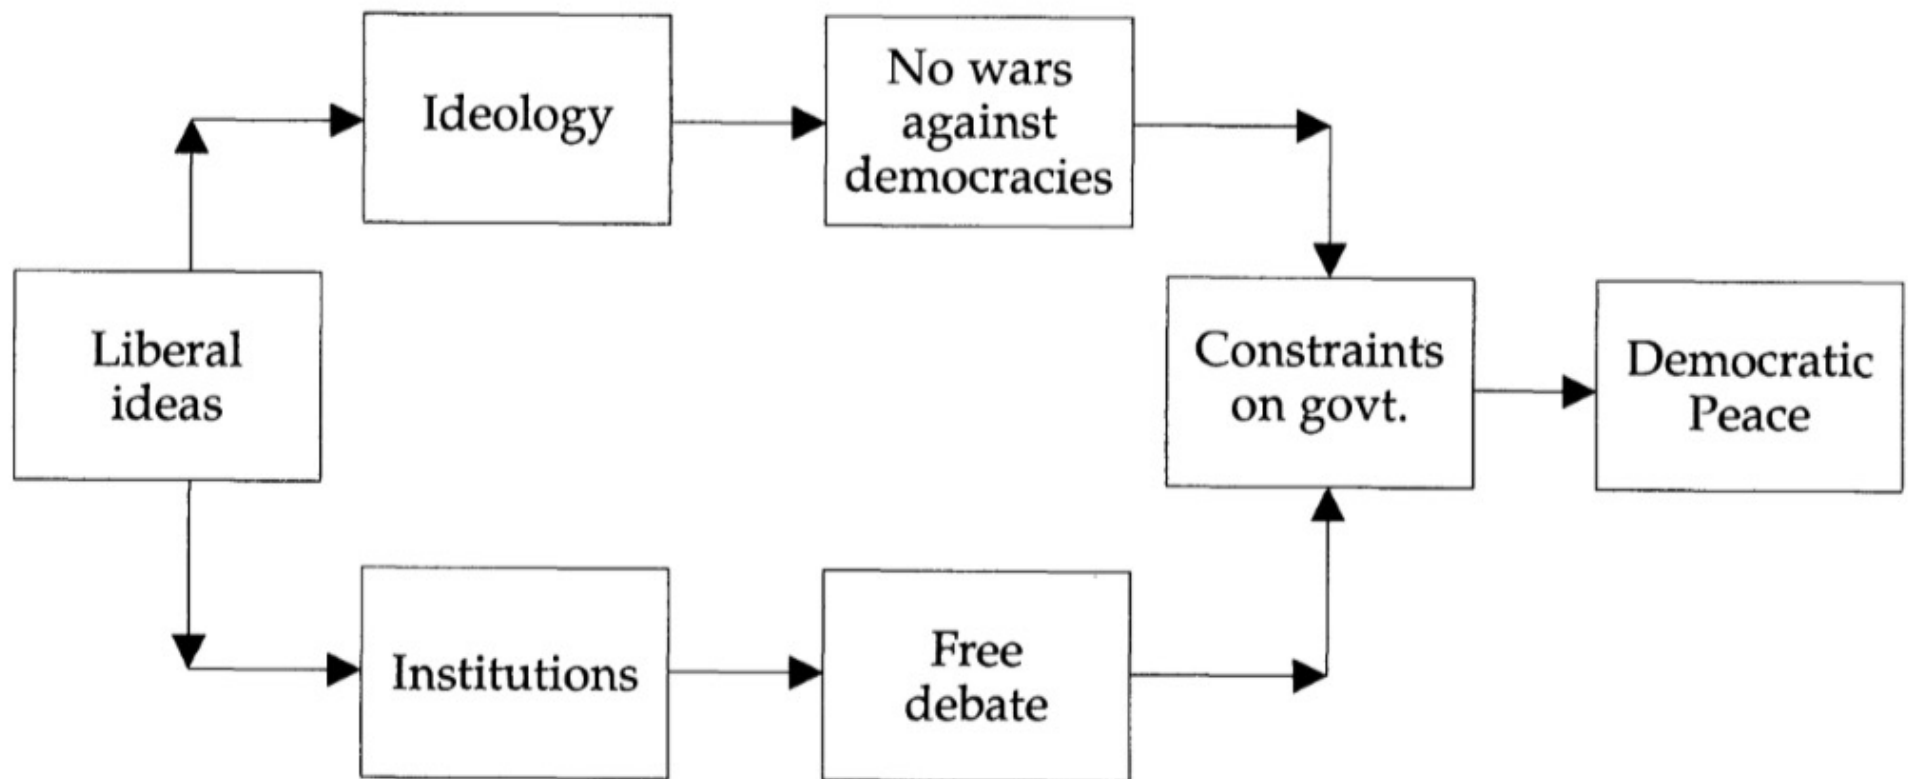 Ideology
No wars
against
democracies
Liberal
ideas
Constraints
on govt.
Democratic
Peace
Institutions
Free
debate